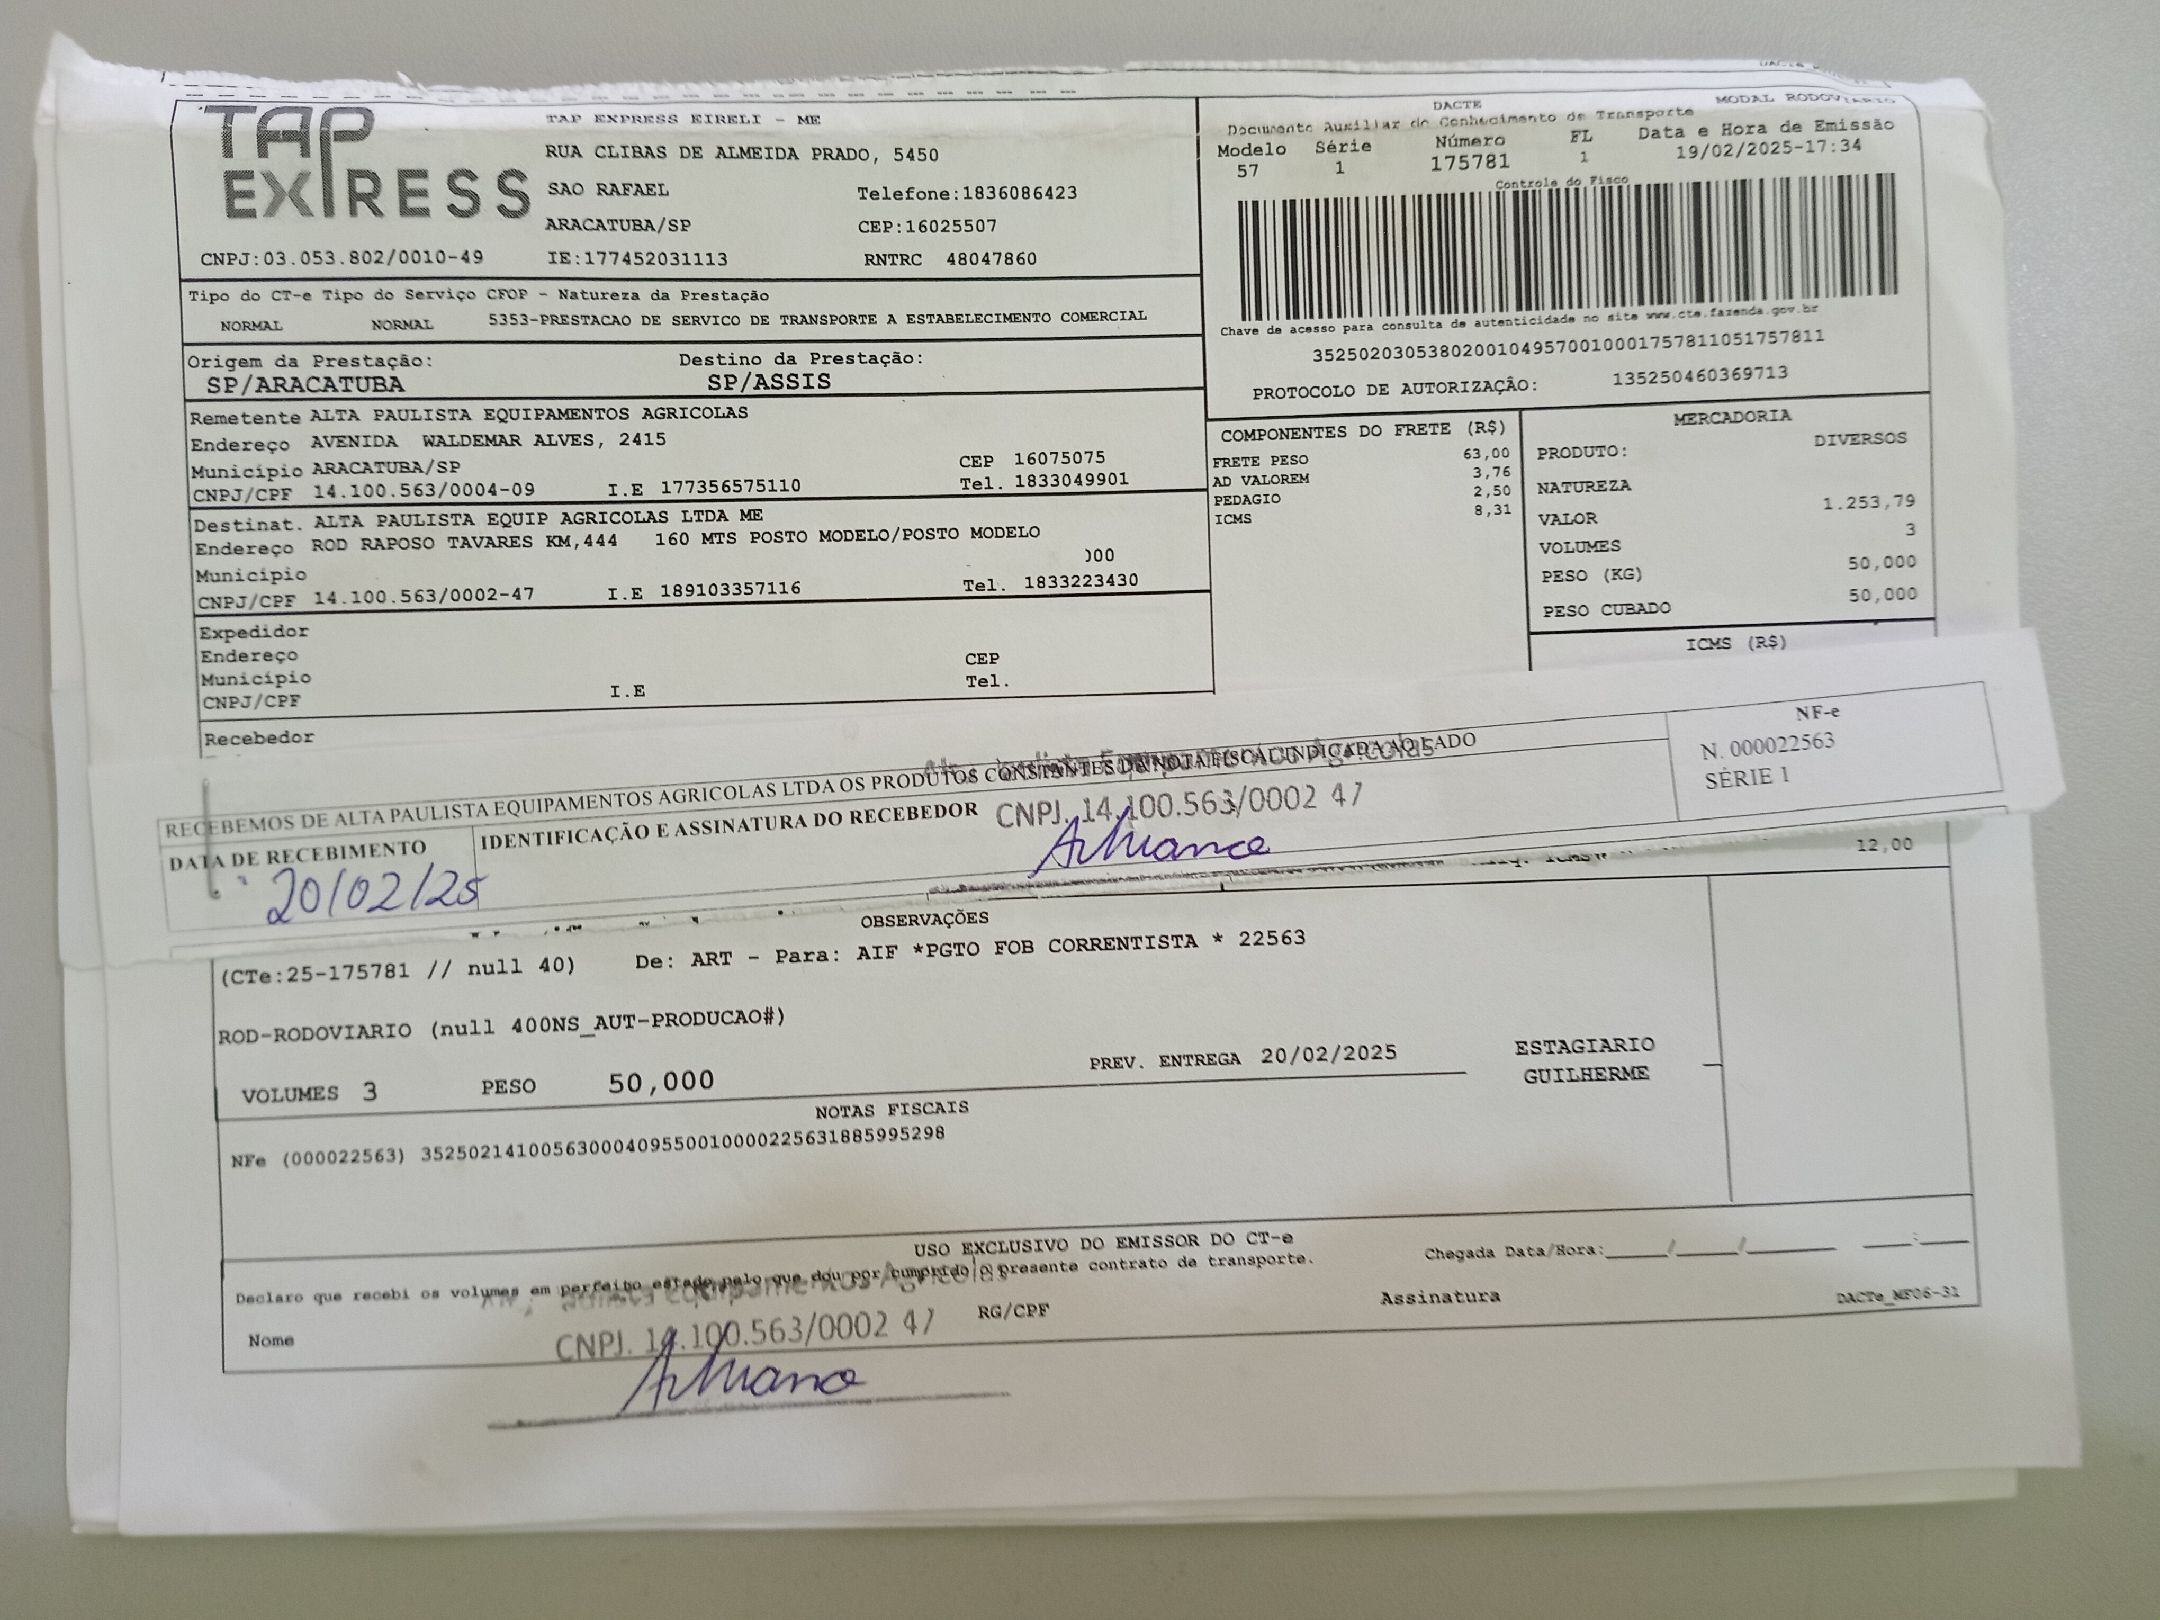 TAP EXPRESS
TAP EXPRESS EIRELI - ME
RUA CLIBAS DE ALMEIDA PRADO, 5450
SAO RAFAEL Telefone:1836086423
ARACATUBA/SP CEP:16025507
CNPJ:03.053.802/0010-49 IE:177452031113 RNTRC 48047860
DACTE MODAL RODOVIARIO
Documento Auxiliar do Conhecimento de Transporte
Modelo Série Número FL Data e Hora de Emissão
57 1 175781 1 19/02/2025-17:34
Controle do Fisco
Chave de acesso para consulta de autenticidade no site www.cte.fazenda.gov.br
35250203053802001049570010001757811051757811
PROTOCOLO DE AUTORIZAÇÃO: 135250460369713
Tipo do CT-e Tipo do Serviço CFOP - Natureza da Prestação
NORMAL NORMAL 5353-PRESTACAO DE SERVICO DE TRANSPORTE A ESTABELECIMENTO COMERCIAL
Origem da Prestação: Destino da Prestação:
SP/ARACATUBA SP/ASSIS
Remetente ALTA PAULISTA EQUIPAMENTOS AGRICOLAS
Endereço AVENIDA WALDEMAR ALVES, 2415
Município ARACATUBA/SP CEP 16075075
CNPJ/CPF 14.100.563/0004-09 I.E 177356575110 Tel. 1833049901
Destinat. ALTA PAULISTA EQUIP AGRICOLAS LTDA ME
Endereço ROD RAPOSO TAVARES KM,444 160 MTS POSTO MODELO/POSTO MODELO
Município 000
CNPJ/CPF 14.100.563/0002-47 I.E 189103357116 Tel. 1833223430
Expedidor
Endereço
Município CEP
CNPJ/CPF I.E Tel.
Recebedor
COMPONENTES DO FRETE (R$)
FRETE PESO 63,00
AD VALOREM 3,76
PEDAGIO 2,50
ICMS 8,31
MERCADORIA
PRODUTO: DIVERSOS
NATUREZA
VALOR 1.253,79
VOLUMES 3
PESO (KG) 50,000
PESO CUBADO 50,000
ICMS (R$)
RECEBEMOS DE ALTA PAULISTA EQUIPAMENTOS AGRICOLAS LTDA OS PRODUTOS CONSTANTES DA NOTA FISCAL INDICADA AO LADO
DATA DE RECEBIMENTO IDENTIFICAÇÃO E ASSINATURA DO RECEBEDOR
CNPJ. 14.100.563/0002 47
20/02/25
NF-e
N. 000022563
SÉRIE 1
12,00
OBSERVAÇÕES
(CTe:25-175781 // null 40) De: ART - Para: AIF *PGTO FOB CORRENTISTA * 22563
ROD-RODOVIARIO (null 400NS_AUT-PRODUCAO#)
VOLUMES 3 PESO 50,000 PREV. ENTREGA 20/02/2025
ESTAGIARIO
GUILHERME
NOTAS FISCAIS
NFe (000022563) 35250214100563000409550010000225631885995298
USO EXCLUSIVO DO EMISSOR DO CT-e
Declaro que recebi os volumes em perfeito estado pelo que dou por cumprido o presente contrato de transporte.
Chegada Data/Hora:_____/_____/_______ ____:____
Nome RG/CPF Assinatura DACTe_MF06-31
CNPJ. 14.100.563/0002 47